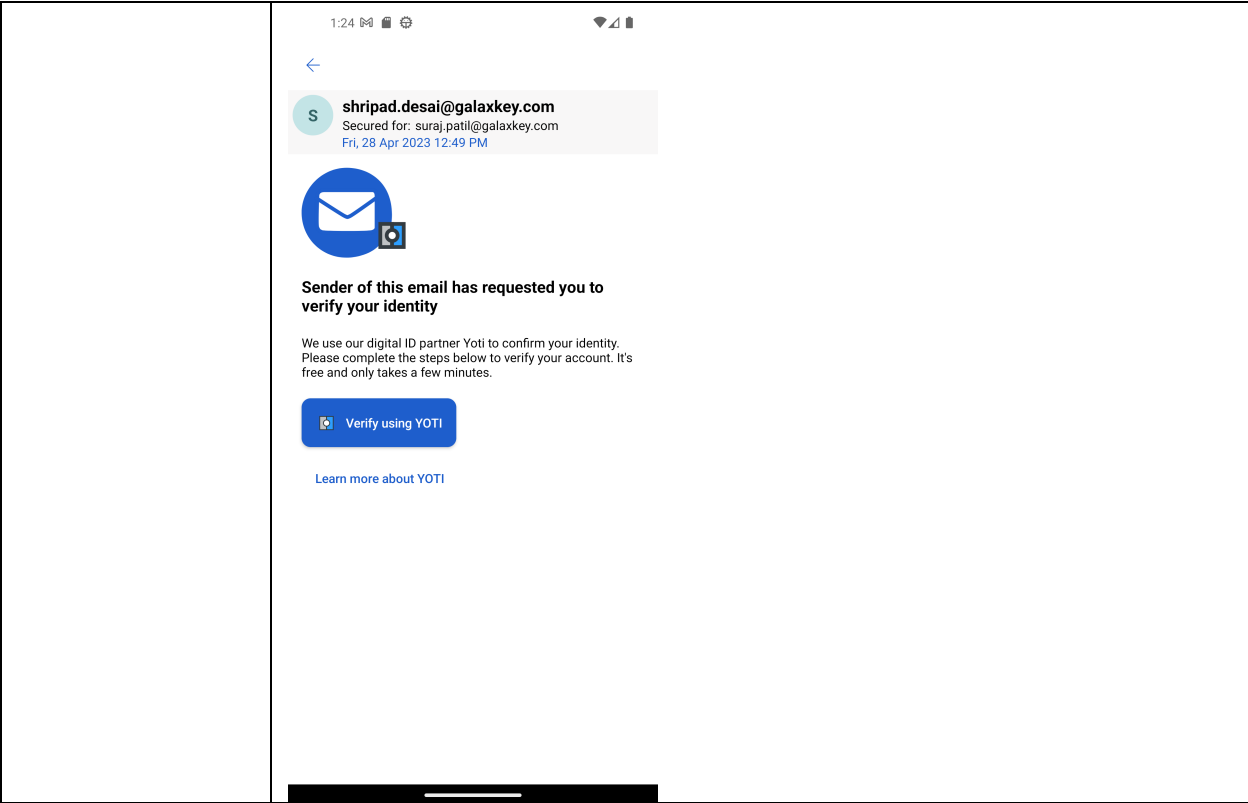 1:24
S
shripad.desai@galaxkey.com
Secured for: suraj.patil@galaxkey.com
Fri, 28 Apr 2023 12:49 PM
Sender of this email has requested you to
verify your identity
We use our digital ID partner Yoti to confirm your identity.
Please complete the steps below to verify your account. It's
free and only takes a few minutes.
Verify using YOTI
Learn more about YOTI